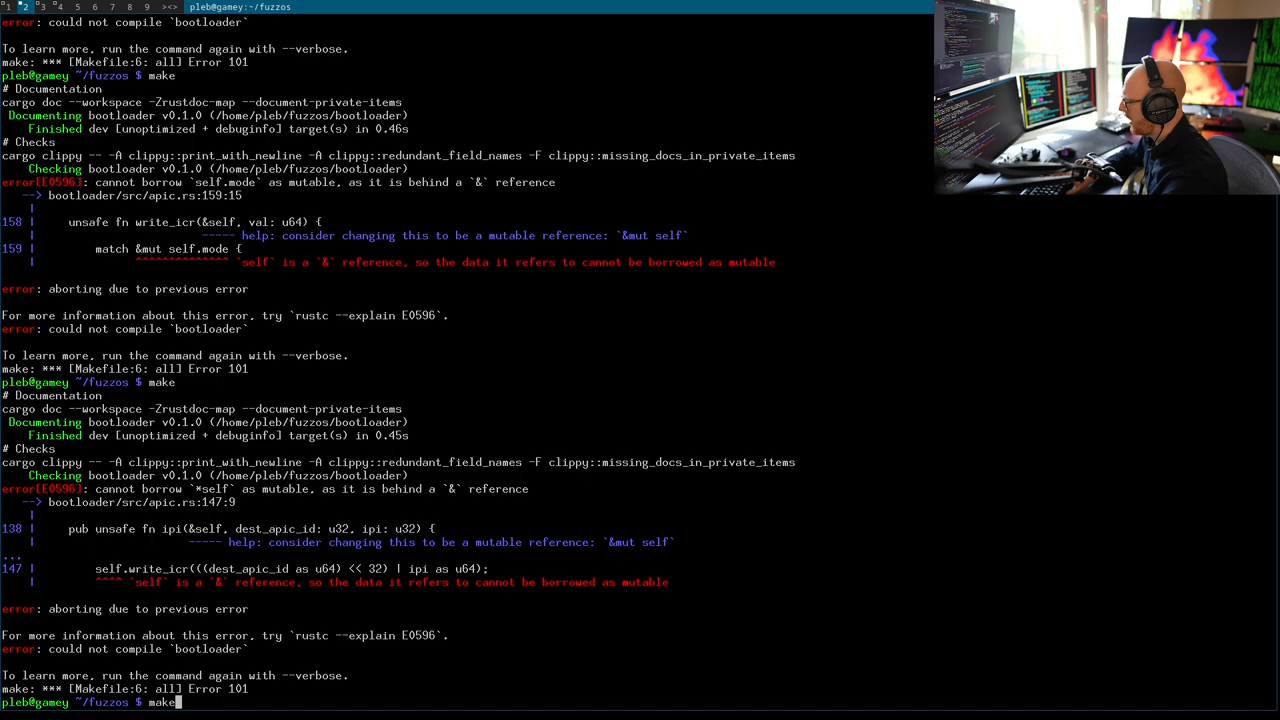 1 2 3 4 5 6 7 8 9 ><> pleb@gamey:~/fuzzos
error: could not compile `bootloader`
To learn more, run the command again with --verbose.
make: *** [Makefile:6: all] Error 101
pleb@gamey ~/fuzzos $ make
# Documentation
cargo doc --workspace -Zrustdoc-map --document-private-items
Documenting bootloader v0.1.0 (/home/pleb/fuzzos/bootloader)
Finished dev [unoptimized + debuginfo] target(s) in 0.46s
# Checks
cargo clippy -- -A clippy::print_with_newline -A clippy::redundant_field_names -F clippy::missing_docs_in_private_items
Checking bootloader v0.1.0 (/home/pleb/fuzzos/bootloader)
error[E0596]: cannot borrow `self.mode` as mutable, as it is behind a `&` reference
--> bootloader/src/apic.rs:159:15
|
158 | unsafe fn write_icr(&self, val: u64) {
| ----- help: consider changing this to be a mutable reference: `&mut self`
159 | match &mut self.mode {
| ^^^^^^^^^^^^^^ `self` is a `&` reference, so the data it refers to cannot be borrowed as mutable
error: aborting due to previous error
For more information about this error, try `rustc --explain E0596`.
error: could not compile `bootloader`
To learn more, run the command again with --verbose.
make: *** [Makefile:6: all] Error 101
pleb@gamey ~/fuzzos $ make
# Documentation
cargo doc --workspace -Zrustdoc-map --document-private-items
Documenting bootloader v0.1.0 (/home/pleb/fuzzos/bootloader)
Finished dev [unoptimized + debuginfo] target(s) in 0.45s
# Checks
cargo clippy -- -A clippy::print_with_newline -A clippy::redundant_field_names -F clippy::missing_docs_in_private_items
Checking bootloader v0.1.0 (/home/pleb/fuzzos/bootloader)
error[E0596]: cannot borrow `*self` as mutable, as it is behind a `&` reference
--> bootloader/src/apic.rs:147:9
|
138 | pub unsafe fn ipi(&self, dest_apic_id: u32, ipi: u32) {
| ----- help: consider changing this to be a mutable reference: `&mut self`
...
147 | self.write_icr(((dest_apic_id as u64) << 32) | ipi as u64);
| ^^^^ `self` is a `&` reference, so the data it refers to cannot be borrowed as mutable
error: aborting due to previous error
For more information about this error, try `rustc --explain E0596`.
error: could not compile `bootloader`
To learn more, run the command again with --verbose.
make: *** [Makefile:6: all] Error 101
pleb@gamey ~/fuzzos $ make